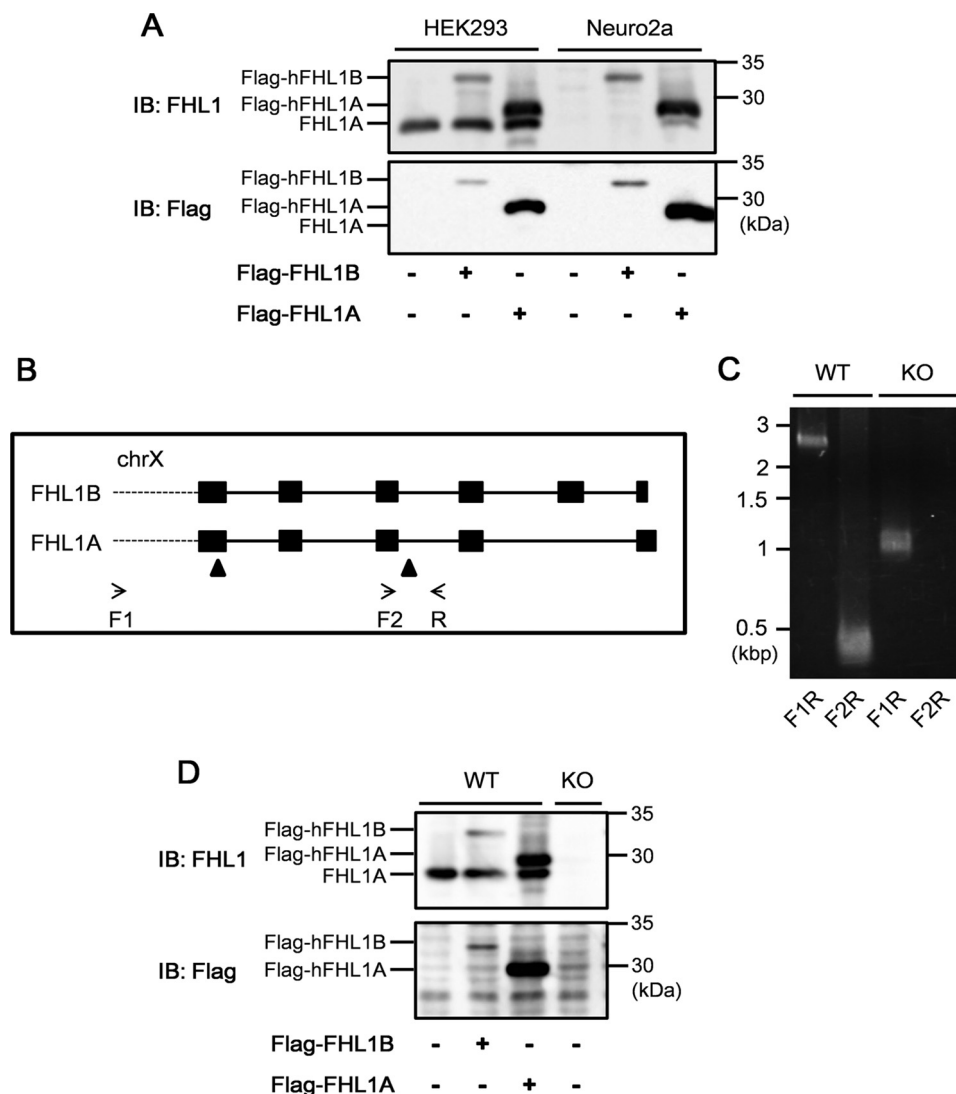 A
HEK293 Neuro2a
IB: FHL1
Flag-hFHL1B
Flag-hFHL1A
FHL1A
35
30
IB: Flag
Flag-hFHL1B
Flag-hFHL1A
FHL1A
35
30
(kDa)
Flag-FHL1B - + - - + -
Flag-FHL1A - - + - - +
B
chrX
FHL1B
FHL1A
F1 F2 R
C
WT KO
3
2
1.5
1
0.5
(kbp)
F1R F2R F1R F2R
D
WT KO
IB: FHL1
Flag-hFHL1B
Flag-hFHL1A
FHL1A
35
30
IB: Flag
Flag-hFHL1B
Flag-hFHL1A
35
30
(kDa)
Flag-FHL1B - + - -
Flag-FHL1A - - + -